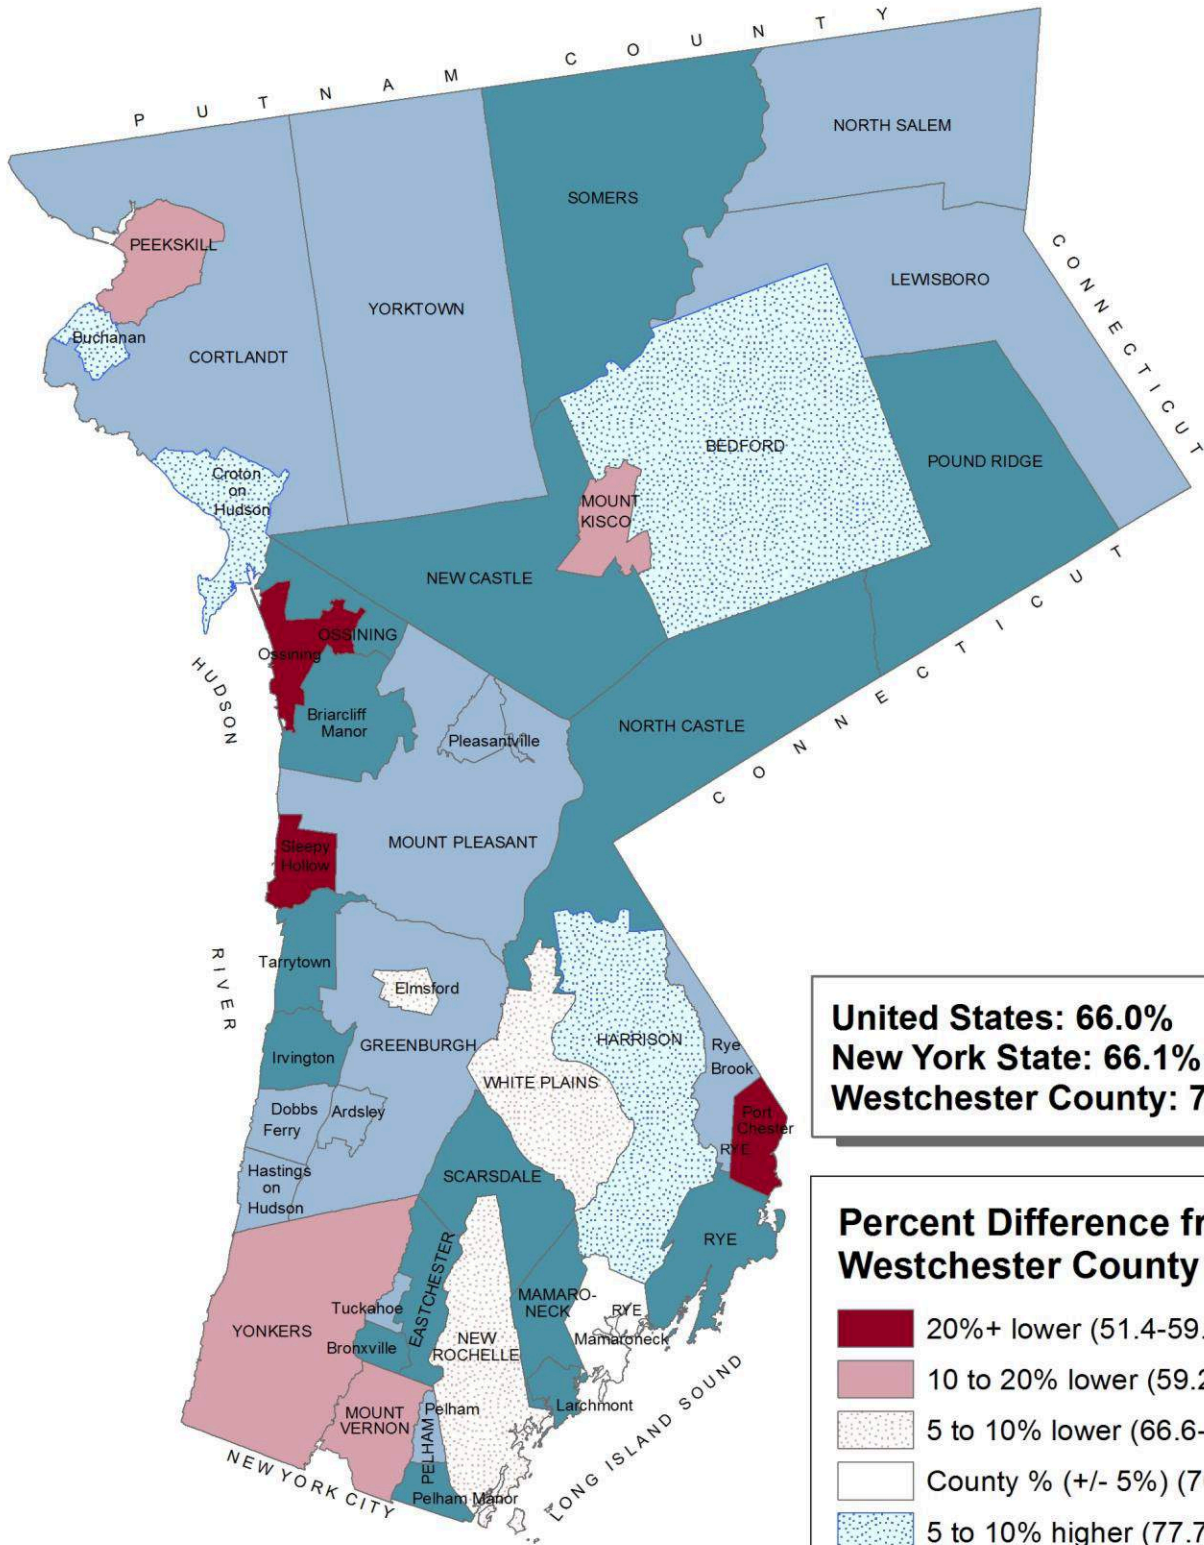 PUTNAM COUNTY
NORTH SALEM
SOMERS
PEEKSKILL
LEWISBORO
CONNECTICUT
YORKTOWN
Buchanan
CORTLANDT
BEDFORD
POUND RIDGE
Croton
on
Hudson
MOUNT
KISCO
NEW CASTLE
OSSINING
Ossining
HUDSON
Briarcliff
Manor
NORTH CASTLE
CONNECTICUT
Pleasantville
MOUNT PLEASANT
Sleepy
Hollow
RIVER
Tarrytown
Elmsford
Irvington
GREENBURGH
HARRISON
Rye
Brook
WHITE PLAINS
Dobbs
Ferry
Ardsley
Port
Chester
RYE
Hastings
on
Hudson
SCARSDALE
RYE
EASTCHESTER
MAMARO-
NECK
Tuckahoe
RYE
YONKERS
Bronxville
NEW
ROCHELLE
Mamaroneck
MOUNT
VERNON
Pelham
PELHAM
Larchmont
Pelham Manor
NEW YORK CITY
LONG ISLAND SOUND
United States: 66.0%
New York State: 66.1%
Westchester County: 7
Percent Difference fr
Westchester County
20%+ lower (51.4-59.
10 to 20% lower (59.2
5 to 10% lower (66.6-
County % (+/- 5%) (7
5 to 10% higher (77.7